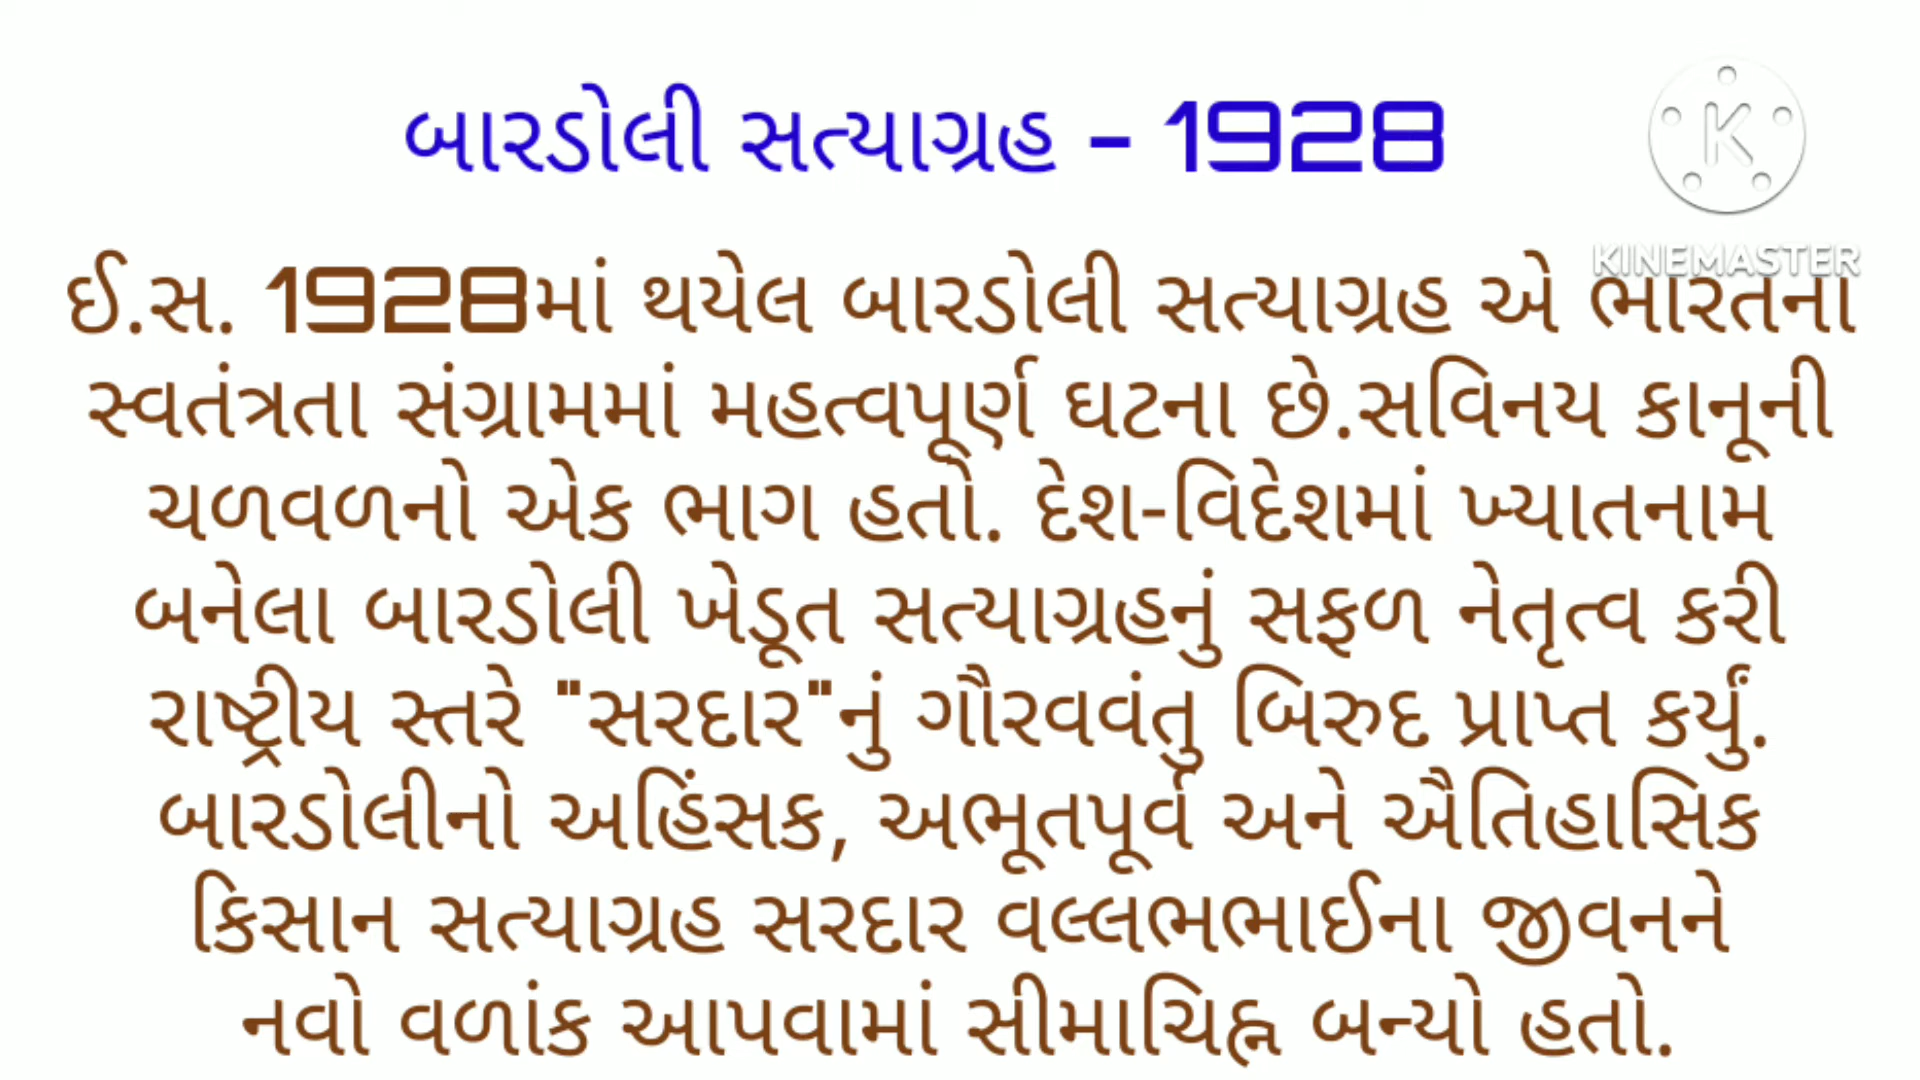 બારડોલી સત્યાગ્રહ - 1928
K
KINEMASTER
ઈ.સ. 1928માં થયેલ બારડોલી સત્યાગ્રહ એ ભારતના
સ્વતંત્રતા સંગ્રામમાં મહત્વપૂર્ણ ઘટના છે.સવિનય કાનૂની
ચળવળનો એક ભાગ હતો. દેશ-વિદેશમાં ખ્યાતનામ
બનેલા બારડોલી ખેડૂત સત્યાગ્રહનું સફળ નેતૃત્વ કરી
રાષ્ટ્રીય સ્તરે "સરદાર"નું ગૌરવવંતુ બિરુદ પ્રાપ્ત કર્યું.
બારડોલીનો અહિંસક, અભૂતપૂર્વ અને ઐતિહાસિક
કિસાન સત્યાગ્રહ સરદાર વલ્લભભાઈના જીવનને
નવો વળાંક આપવામાં સીમાચિહ્ન બન્યો હતો.